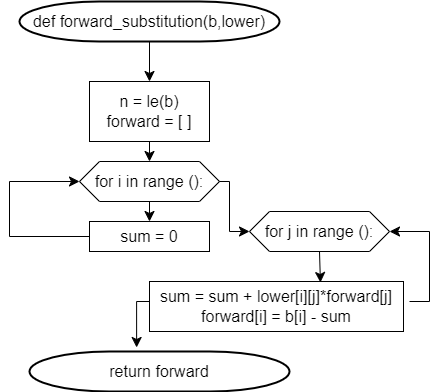 def forward_substitution(b,lower)
n = le(b)
forward = [ ]
for i in range ():
sum = 0
for j in range ():
sum = sum + lower[i][j]*forward[j]
forward[i] = b[i] - sum
return forward